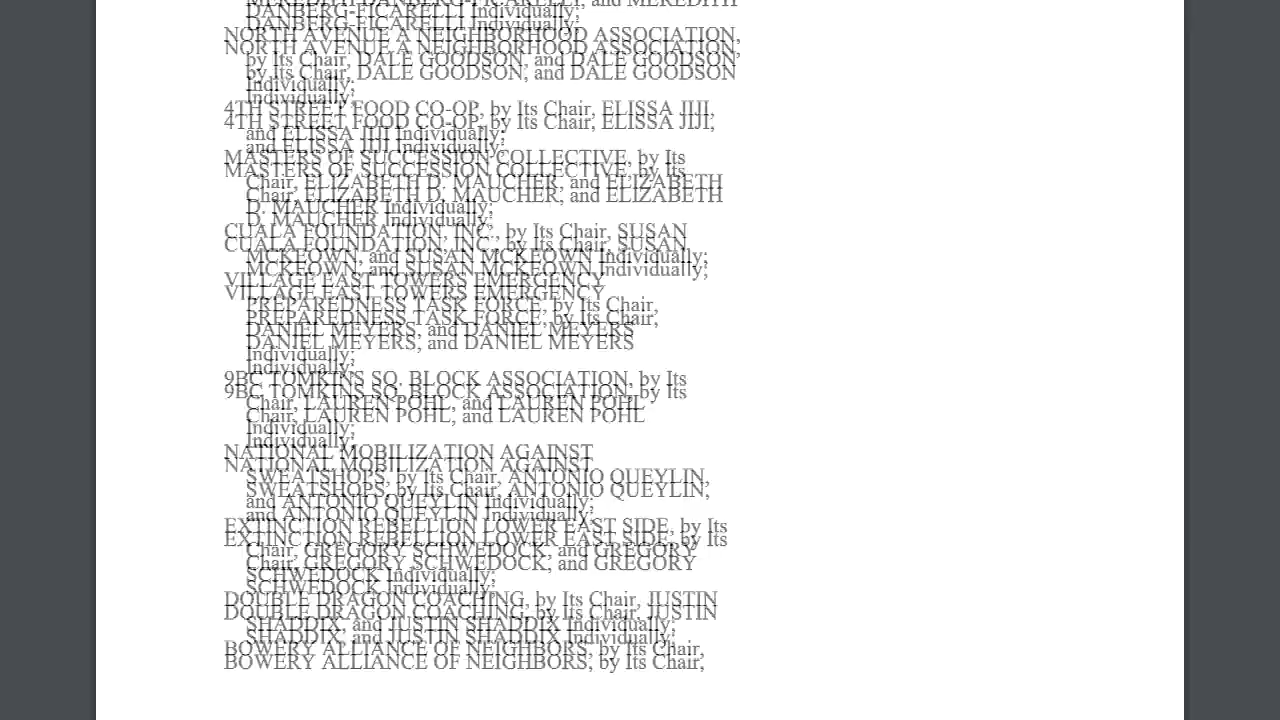 MEREDITH DANBERG-FICARELLI, and MEREDITH
DANBERG-FICARELLI Individually;
NORTH AVENUE A NEIGHBORHOOD ASSOCIATION,
by Its Chair, DALE GOODSON, and DALE GOODSON
Individually;
4TH STREET FOOD CO-OP, by Its Chair, ELISSA JIJI,
and ELISSA JIJI Individually;
MASTERS OF SUCCESSION COLLECTIVE, by Its
Chair, ELIZABETH D. MAUCHER, and ELIZABETH
D. MAUCHER Individually;
CUALA FOUNDATION, INC., by Its Chair, SUSAN
MCKEOWN, and SUSAN MCKEOWN Individually;
VILLAGE EAST TOWERS EMERGENCY
PREPAREDNESS TASK FORCE, by Its Chair,
DANIEL MEYERS, and DANIEL MEYERS
Individually;
9BC TOMKINS SQ. BLOCK ASSOCIATION, by Its
Chair, LAUREN POHL, and LAUREN POHL
Individually;
NATIONAL MOBILIZATION AGAINST
SWEATSHOPS, by Its Chair, ANTONIO QUEYLIN,
and ANTONIO QUEYLIN Individually;
EXTINCTION REBELLION LOWER EAST SIDE, by Its
Chair, GREGORY SCHWEDOCK, and GREGORY
SCHWEDOCK Individually;
DOUBLE DRAGON COACHING, by Its Chair, JUSTIN
SHADDIX, and JUSTIN SHADDIX Individually;
BOWERY ALLIANCE OF NEIGHBORS, by Its Chair,